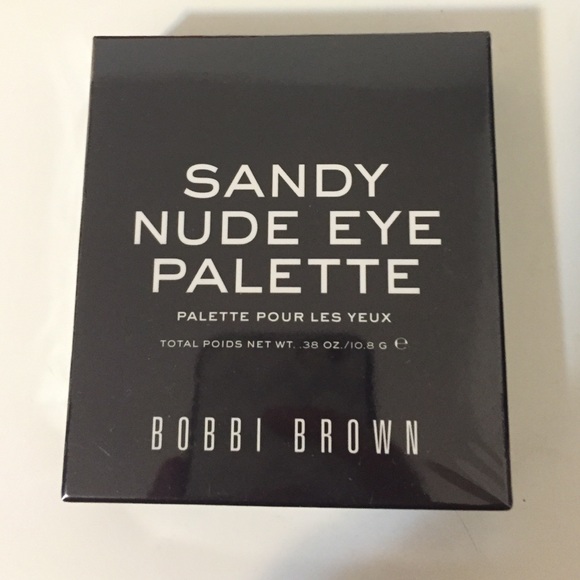 SANDY
NUDE EYE
PALETTE
PALETTE POUR LES YEUX
TOTAL POIDS NET WT. .38 OZ./10.8 G ℮
BOBBI BROWN